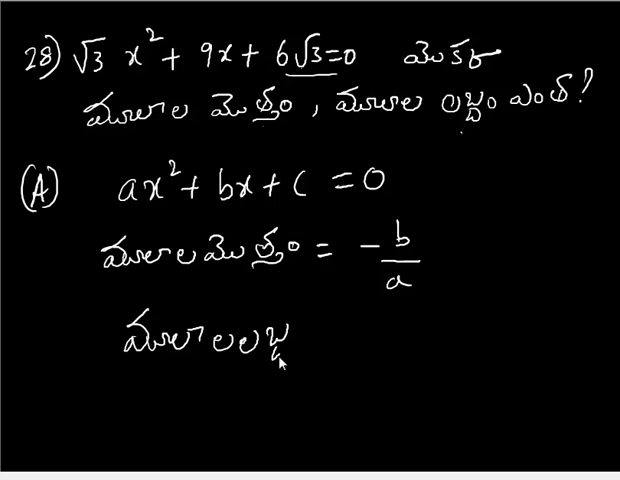 28) √3 x² + 9x + 6√3 = 0 యొక్క
మూలాల మొత్తం, మూలాల లబ్దం ఎంత?
(A) ax² + bx + c = 0
మూలాల మొత్తం = - b/a
మూలాల లబ్ద